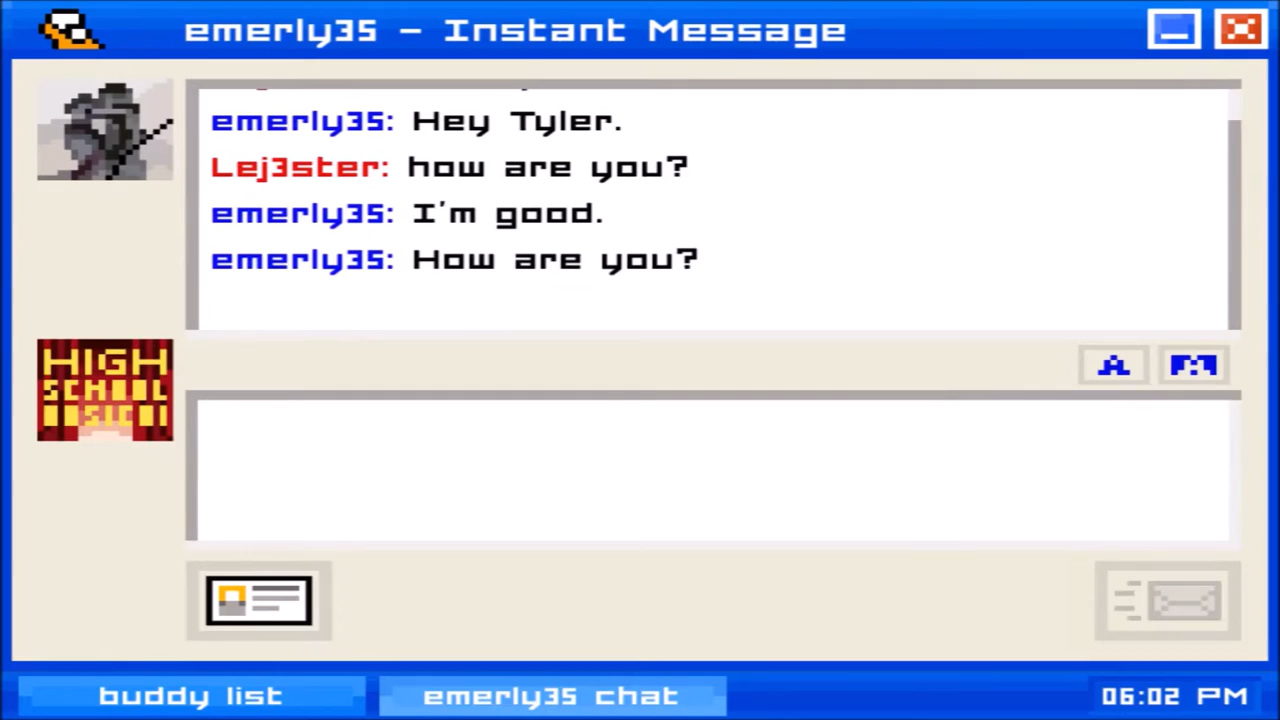 emerly35 - Instant Message
emerly35: Hey Tyler.
Lej3ster: how are you?
emerly35: I'm good.
emerly35: How are you?
A
HIGH
SCHOOL
buddy list
emerly35 chat
06:02 PM